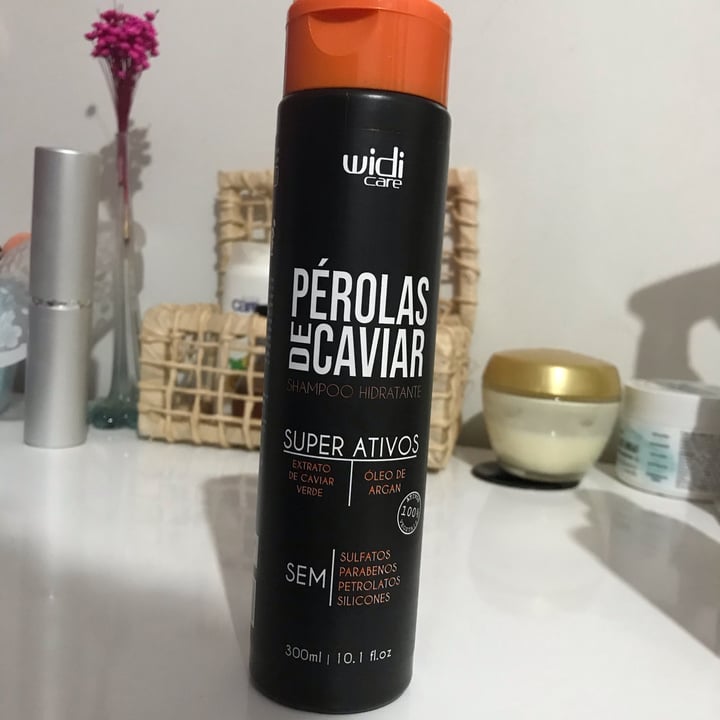 widi
care
PÉROLAS
DE CAVIAR
SHAMPOO HIDRATANTE
SUPER ATIVOS
EXTRATO
DE CAVIAR
VERDE
ÓLEO DE
ARGAN
100%
SEM
SULFATOS
PARABENOS
PETROLATOS
SILICONES
300ml | 10.1 fl.oz